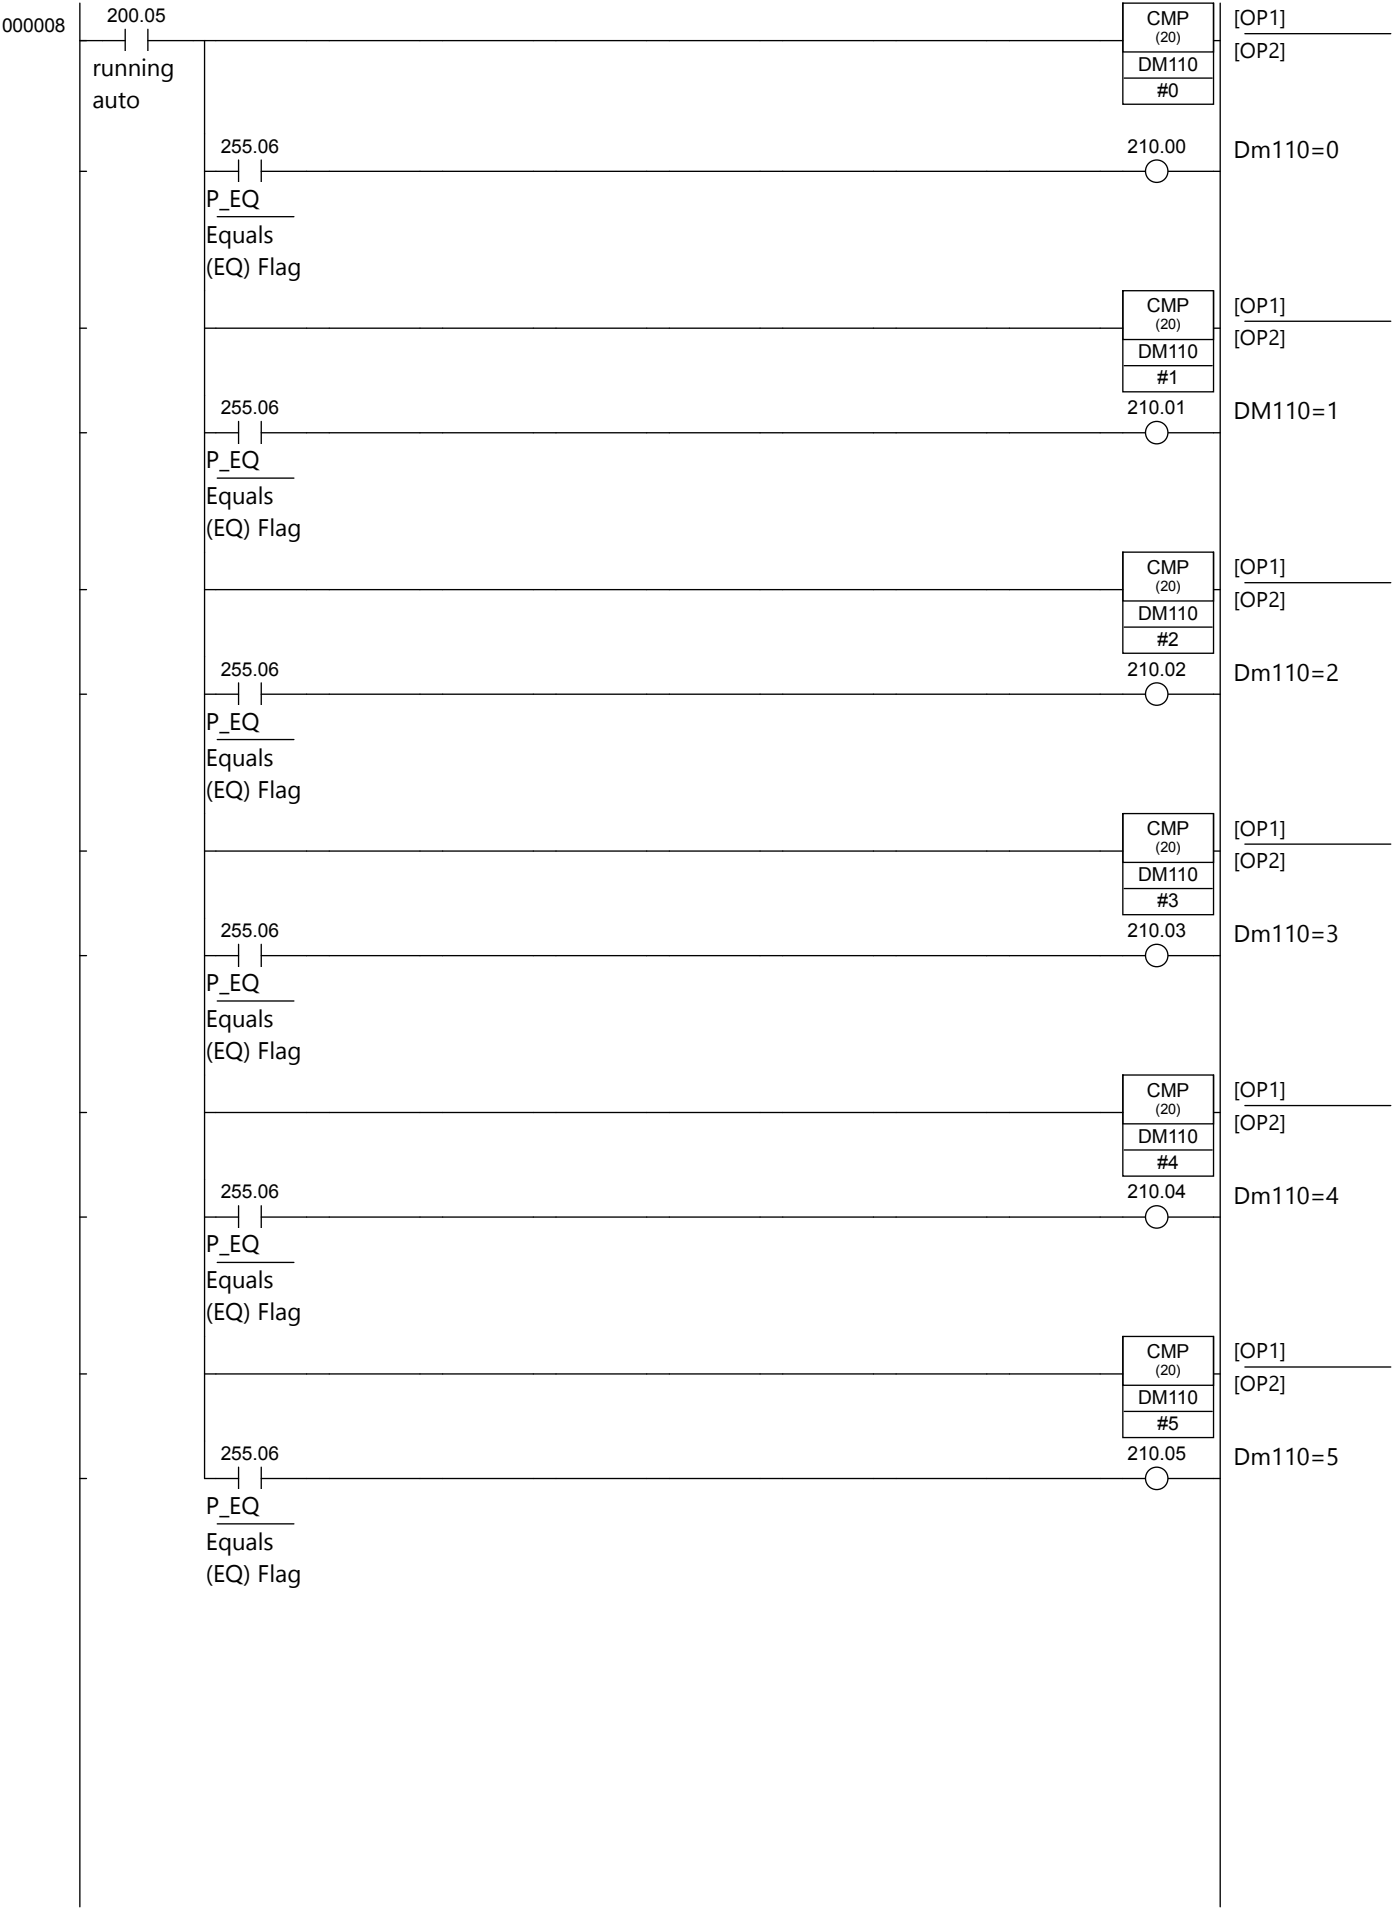 000008
200.05
running
auto
CMP
(20)
DM110
#0
[OP1]
[OP2]
255.06
P_EQ
Equals
(EQ) Flag
210.00
Dm110=0
CMP
(20)
DM110
#1
[OP1]
[OP2]
255.06
P_EQ
Equals
(EQ) Flag
210.01
DM110=1
CMP
(20)
DM110
#2
[OP1]
[OP2]
255.06
P_EQ
Equals
(EQ) Flag
210.02
Dm110=2
CMP
(20)
DM110
#3
[OP1]
[OP2]
255.06
P_EQ
Equals
(EQ) Flag
210.03
Dm110=3
CMP
(20)
DM110
#4
[OP1]
[OP2]
255.06
P_EQ
Equals
(EQ) Flag
210.04
Dm110=4
CMP
(20)
DM110
#5
[OP1]
[OP2]
255.06
P_EQ
Equals
(EQ) Flag
210.05
Dm110=5